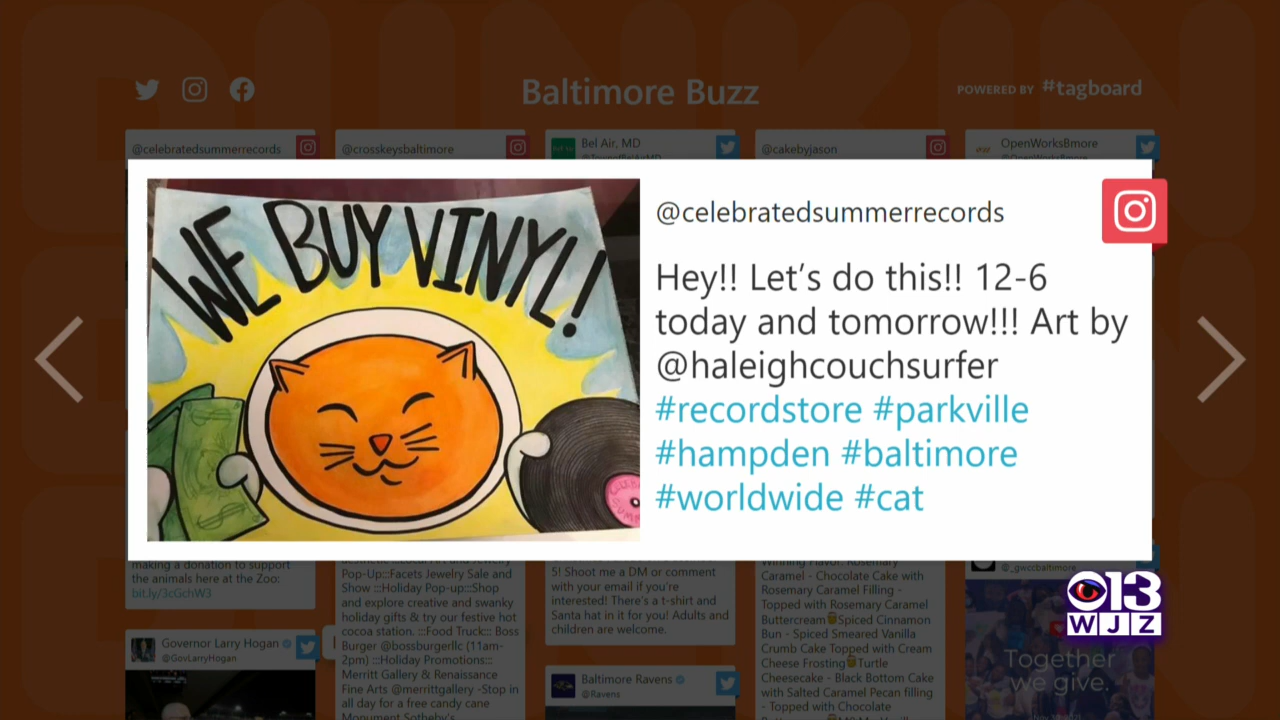 Baltimore Buzz
POWERED BY #tagboard
@celebratedsummerrecords
@crosskeysbaltimore
Bel Air, MD
@TownofBelAirMD
@cakebyjason
OpenWorksBmore
@OpenWorksBmore
WE BUY VINYL!
@celebratedsummerrecords
Hey!! Let's do this!! 12-6
today and tomorrow!!! Art by
@haleighcouchsurfer
#recordstore #parkville
#hampden #baltimore
#worldwide #cat
making a donation to support
the animals here at the Zoo:
bit.ly/3cGchW3
Governor Larry Hogan
@GovLarryHogan
Pop-Up:::Facets Jewelry Sale and
Show :::Holiday Pop-up:::Shop
and explore creative and swanky
holiday gifts & try our festive hot
cocoa station. :::Food Truck::: Boss
Burger @bossburgerllc (11am-
2pm) :::Holiday Promotions:::
Merritt Gallery & Renaissance
Fine Arts @merrittgallery -Stop in
all day for a free candy cane
Monument Sotheby's
5! Shoot me a DM or comment
with your email if you're
interested! There's a t-shirt and
Santa hat in it for you! Adults and
children are welcome.
Baltimore Ravens
@Ravens
Winning Flavor: Rosemary
Caramel - Chocolate Cake with
Rosemary Caramel Filling -
Topped with Rosemary Caramel
Buttercream Spiced Cinnamon
Bun - Spiced Smeared Vanilla
Crumb Cake Topped with Cream
Cheese Frosting Turtle
Cheesecake - Black Bottom Cake
with Salted Caramel Pecan filling
- Topped with Chocolate
@_gwccbaltimore
13
WJZ
Together
we give.